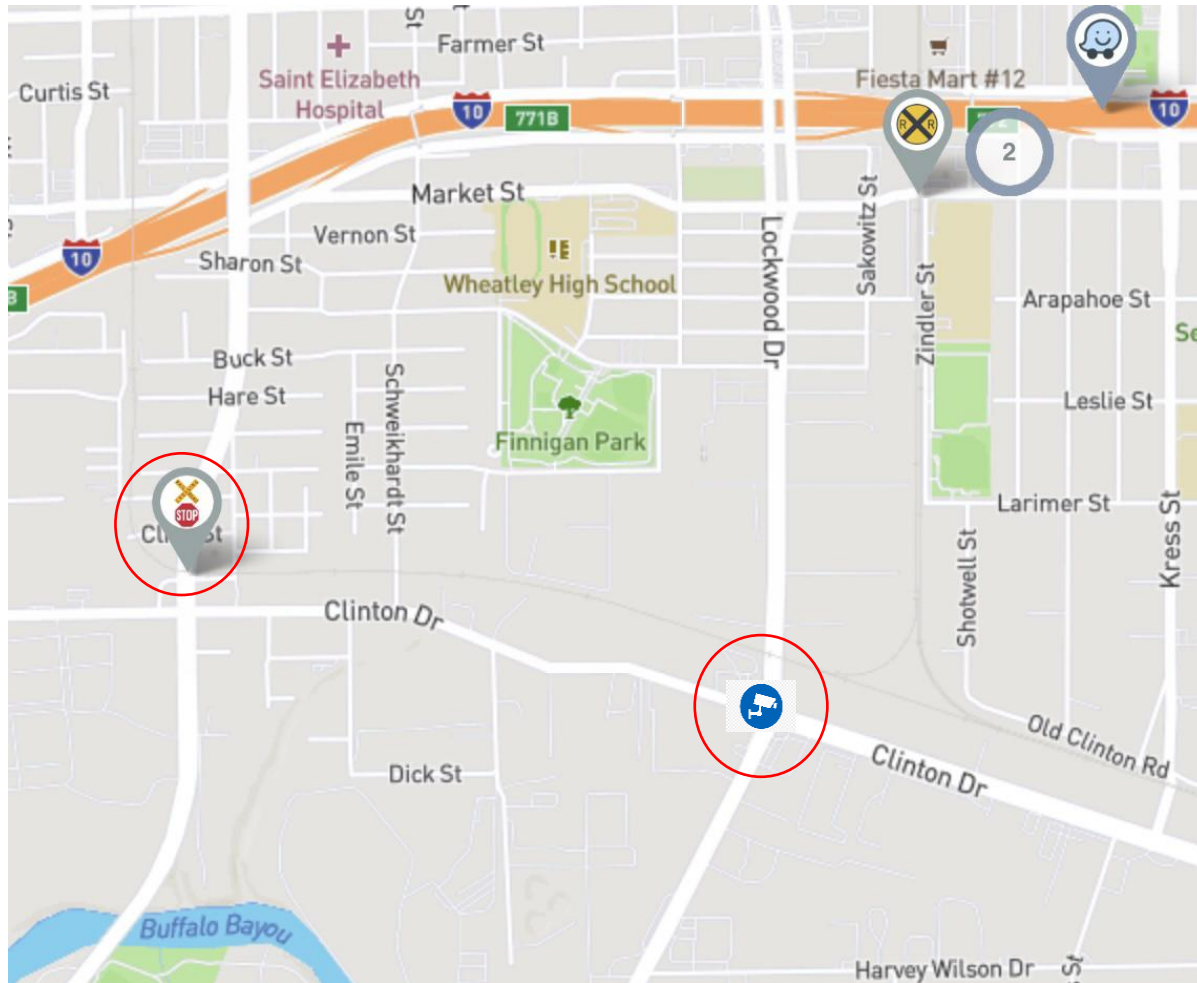 St
Farmer St
Saint Elizabeth
Hospital
Fiesta Mart #12
Curtis St
10
771B
10
R R
2
Market St
Vernon St
Sharon St
10
Wheatley High School
Lockwood Dr
Sakowitz St
Zindler St
Arapahoe St
Buck St
Hare St
Schweikhardt St
Emile St
Leslie St
Finnigan Park
STOP
Larimer St
Kress St
Shotwell St
Clinton Dr
Old Clinton Rd
Clinton Dr
Dick St
Buffalo Bayou
Harvey Wilson Dr
St